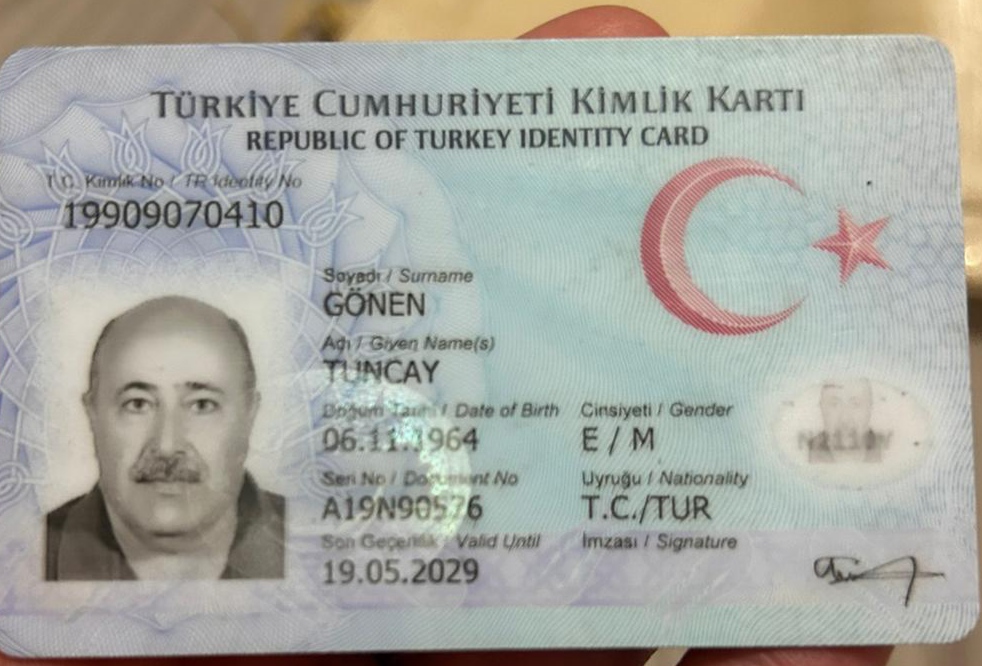 TÜRKİYE CUMHURİYETİ KİMLİK KARTI
REPUBLIC OF TURKEY IDENTITY CARD
T.C. Kimlik No / TR Identity No
19909070410
Soyadı / Surname
GÖNEN
Adı / Given Name(s)
TUNCAY
Doğum Tarihi / Date of Birth
06.11.1964
Cinsiyeti / Gender
E / M
Seri No / Document No
A19N90576
Uyruğu / Nationality
T.C./TUR
Son Geçerlilik / Valid Until
19.05.2029
İmzası / Signature